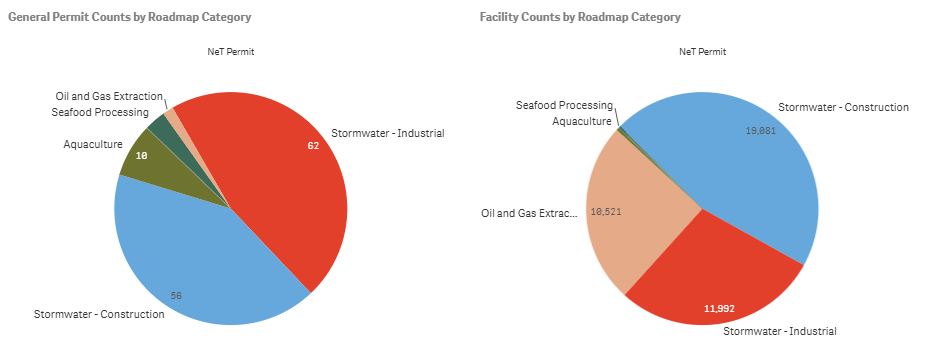 General Permit Counts by Roadmap Category
NeT Permit
Oil and Gas Extraction
Seafood Processing
Aquaculture
10
Stormwater - Industrial
62
56
Stormwater - Construction
Facility Counts by Roadmap Category
NeT Permit
Seafood Processing
Aquaculture
Stormwater - Construction
19,081
Oil and Gas Extrac...
10,521
11,992
Stormwater - Industrial